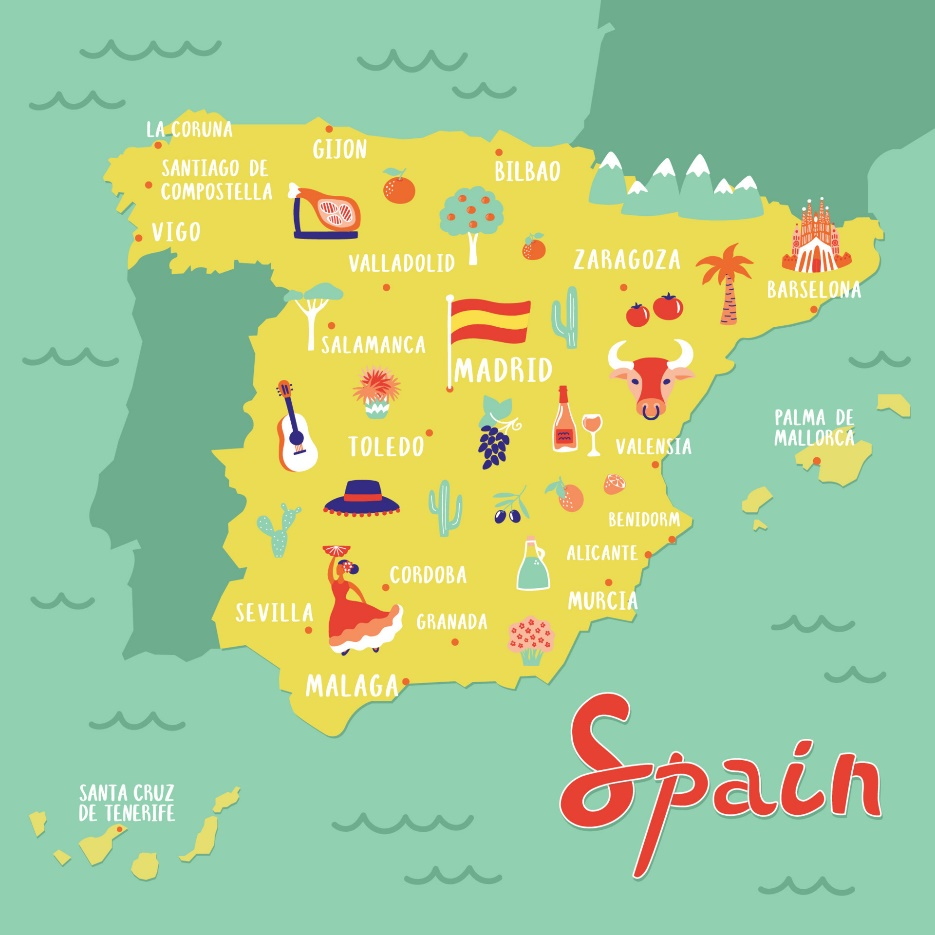 LA CORUNA
GIJON
BILBAO
SANTIAGO DE
COMPOSTELLA
VIGO
VALLADOLID
ZARAGOZA
BARSELONA
SALAMANCA
MADRID
PALMA DE
MALLORCA
TOLEDO
VALENSIA
BENIDORM
ALICANTE
CORDOBA
MURCIA
SEVILLA
GRANADA
MALAGA
Spain
SANTA CRUZ
DE TENERIFE